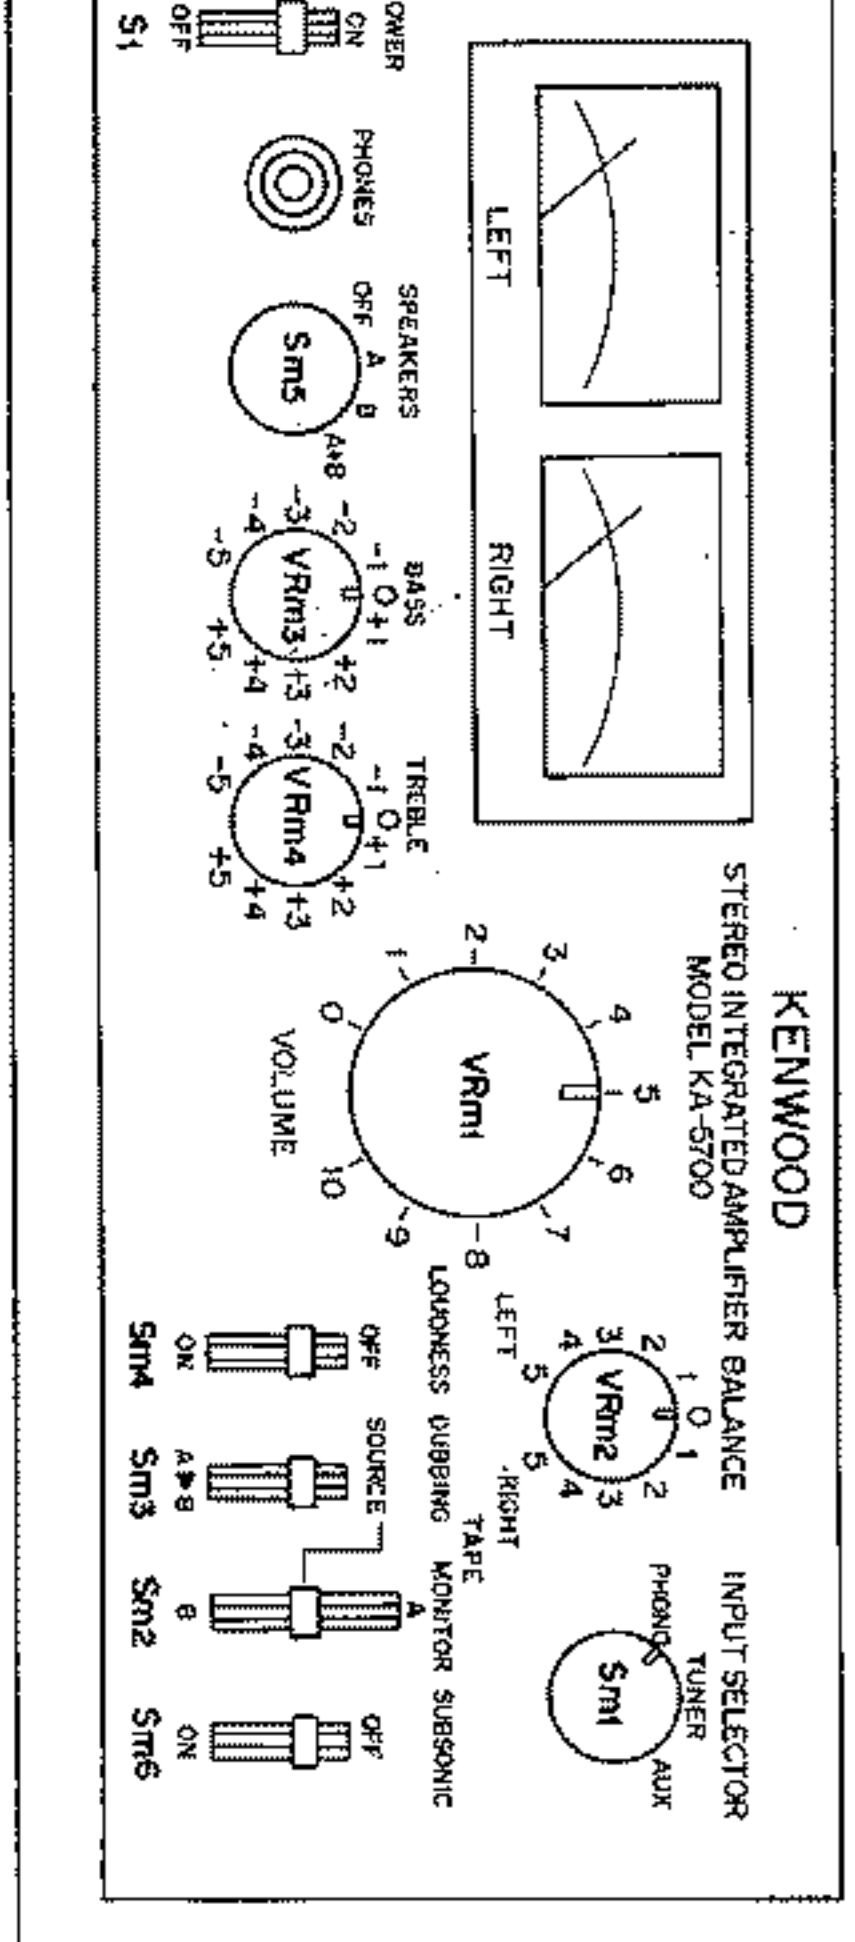 KENWOOD
STEREO INTEGRATED AMPLIFIER
MODEL KA-5700
LEFT
RIGHT
OWER
ON
OFF
S1
PHONES
SPEAKERS
OFF
A
B
A+B
Sm5
BASS
-5
-4
-3
-2
-1
0
+1
+2
+3
+4
+5
VRm3
TREBLE
-5
-4
-3
-2
-1
0
+1
+2
+3
+4
+5
VRm4
0
1
2
3
4
5
6
7
8
9
10
VRm1
VOLUME
BALANCE
5
4
3
2
1
0
1
2
3
4
5
VRm2
LEFT
RIGHT
INPUT SELECTOR
PHONO
TUNER
AUX
Sm1
TAPE
LOUDNESS DUBBING MONITOR SUBSONIC
OFF
SOURCE
A
OFF
ON
A▶B
B
ON
Sm4
Sm3
Sm2
Sm6